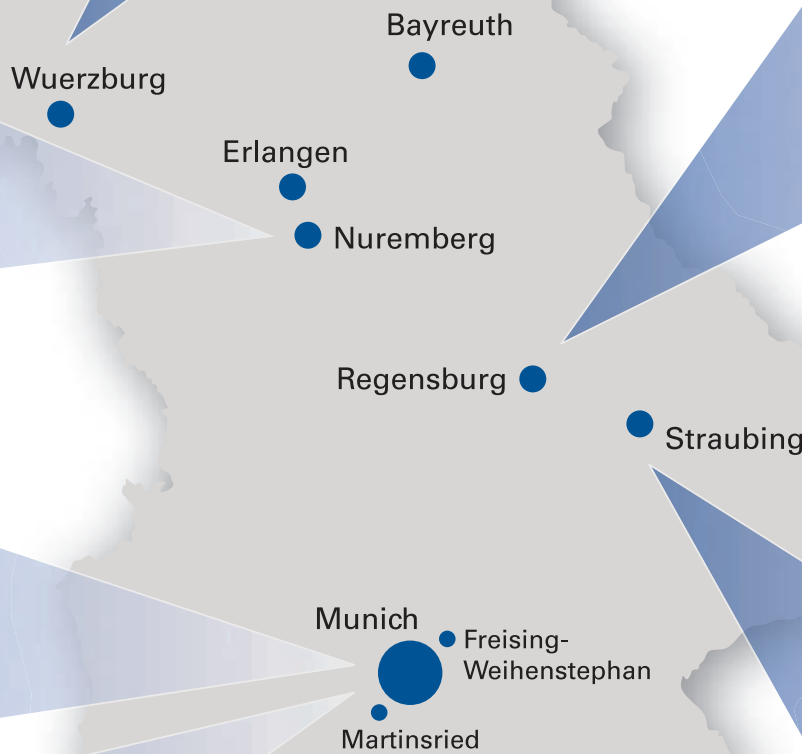 Bayreuth
Wuerzburg
Erlangen
Nuremberg
Regensburg
Straubing
Munich
Freising-
Weihenstephan
Martinsried